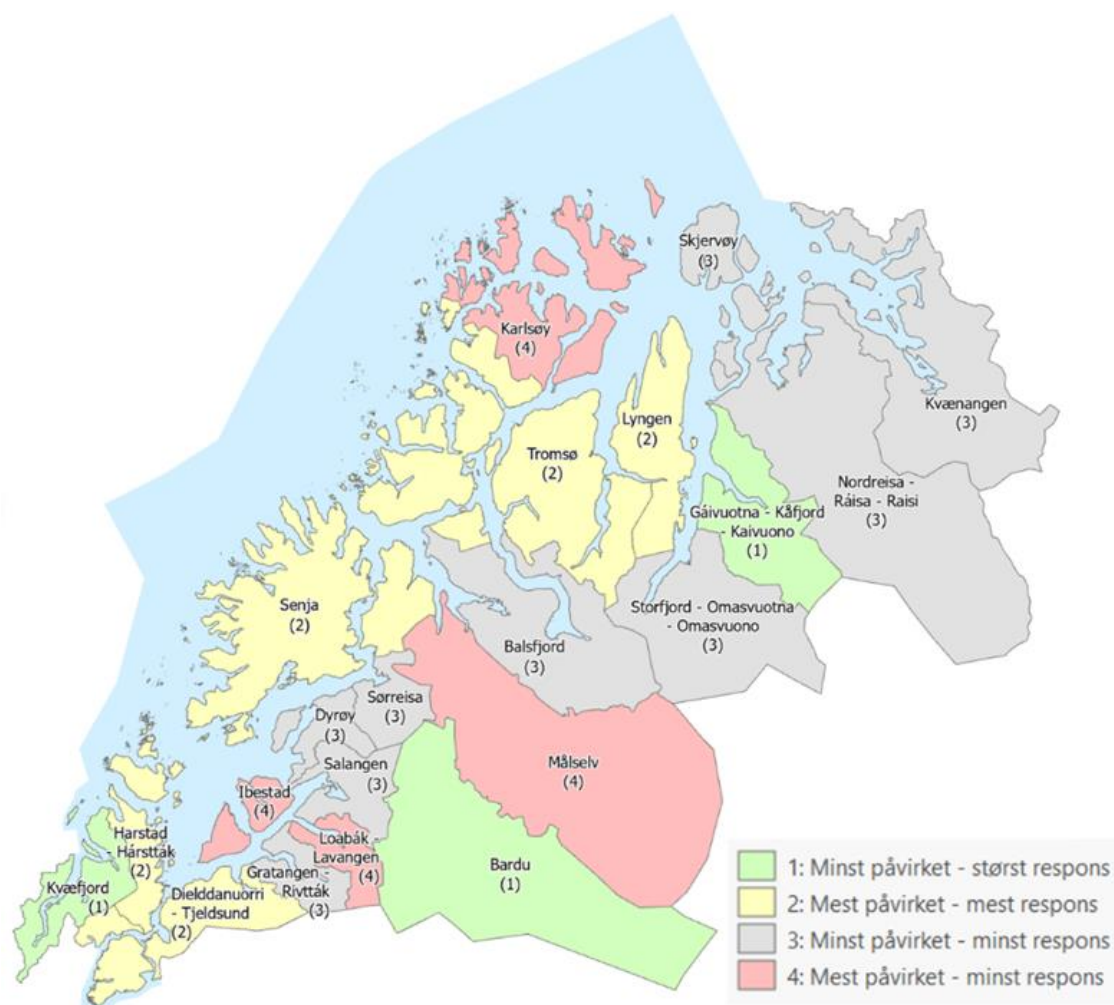 Skjervøy
(3)
Karlsøy
(4)
Kvænangen
(3)
Lyngen
(2)
Tromsø
(2)
Nordreisa -
Ráisa - Raisi
(3)
Gáivuotna - Kåfjord
- Kaivuono
(1)
Senja
(2)
Storfjord - Omasvuotna
- Omasvuono
(3)
Balsfjord
(3)
Sørreisa
(3)
Dyrøy
(3)
Salangen
(3)
Målselv
(4)
Ibestad
(4)
Harstad
- Hárstták
(2)
Loabák -
Lavangen
(4)
Bardu
(1)
Gratangen -
Rivtták
(3)
Kvæfjord
(1)
Dielddanuorri
- Tjeldsund
(2)
1: Minst påvirket - størst respons
2: Mest påvirket - mest respons
3: Minst påvirket - minst respons
4: Mest påvirket - minst respons